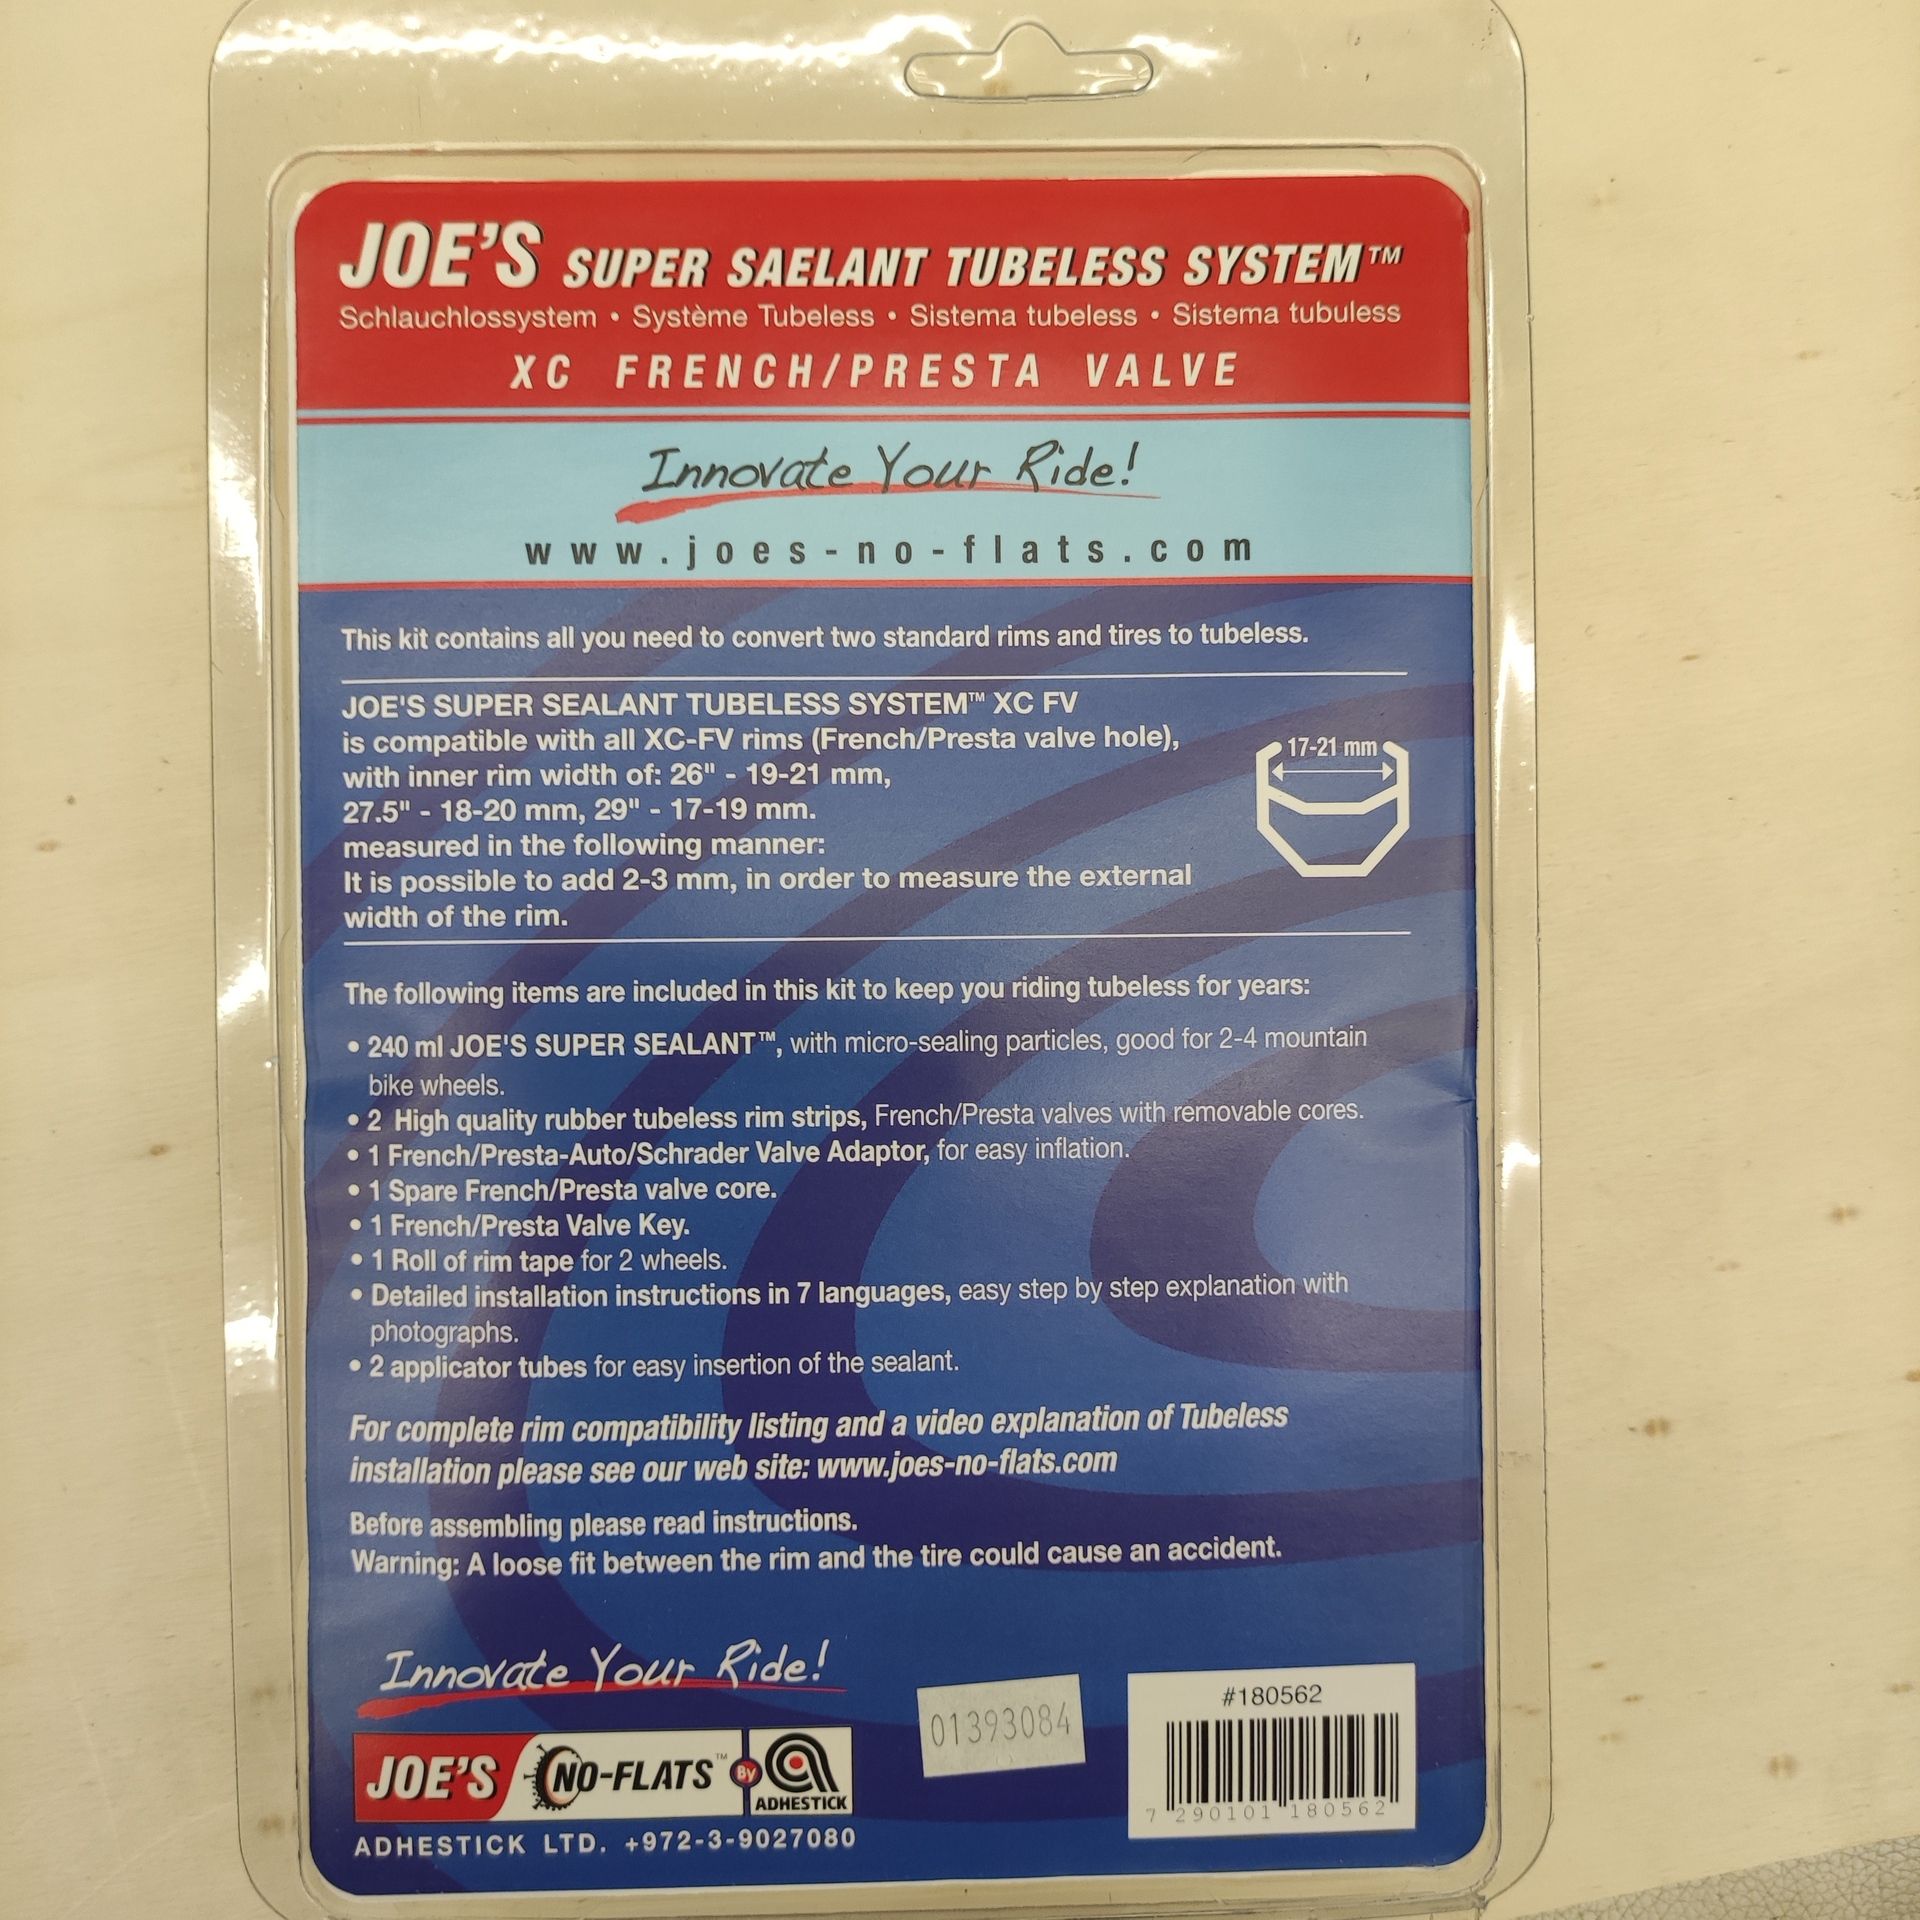 JOE'S SUPER SAELANT TUBELESS SYSTEM™
Schlauchlossystem • Système Tubeless • Sistema tubeless • Sistema tubuless
XC FRENCH/PRESTA VALVE
Innovate Your Ride!
www.joes-no-flats.com
This kit contains all you need to convert two standard rims and tires to tubeless.
JOE'S SUPER SEALANT TUBELESS SYSTEM™ XC FV
is compatible with all XC-FV rims (French/Presta valve hole),
with inner rim width of: 26" - 19-21 mm,
27.5" - 18-20 mm, 29" - 17-19 mm.
measured in the following manner:
It is possible to add 2-3 mm, in order to measure the external
width of the rim.
17-21 mm
The following items are included in this kit to keep you riding tubeless for years:
• 240 ml JOE'S SUPER SEALANT™, with micro-sealing particles, good for 2-4 mountain
bike wheels.
• 2 High quality rubber tubeless rim strips, French/Presta valves with removable cores.
• 1 French/Presta-Auto/Schrader Valve Adaptor, for easy inflation.
• 1 Spare French/Presta valve core.
• 1 French/Presta Valve Key.
• 1 Roll of rim tape for 2 wheels.
• Detailed installation instructions in 7 languages, easy step by step explanation with
photographs.
• 2 applicator tubes for easy insertion of the sealant.
For complete rim compatibility listing and a video explanation of Tubeless
installation please see our web site: www.joes-no-flats.com
Before assembling please read instructions.
Warning: A loose fit between the rim and the tire could cause an accident.
Innovate Your Ride!
JOE'S NO-FLATS™ By ADHESTICK
ADHESTICK LTD. +972-3-9027080
01393084
#180562
7 290101 180562